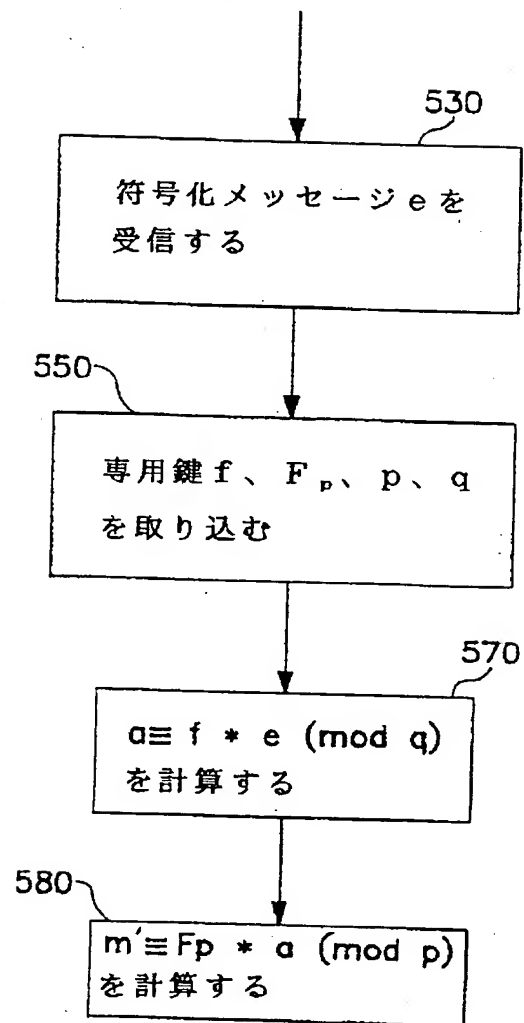 530
符号化メッセージeを
受信する
550
専用鍵f、Fp、p、q
を取り込む
570
a≡ f * e (mod q)
を計算する
580
m′≡Fp * a (mod p)
を計算する